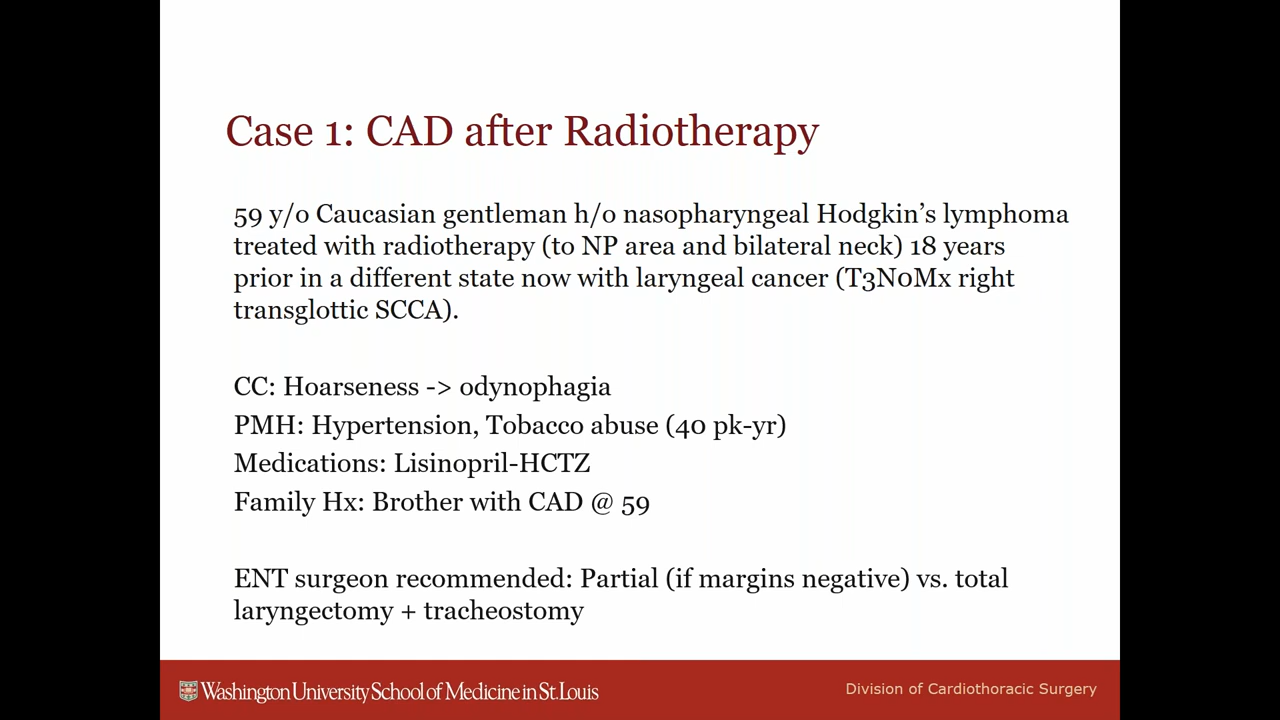 Case 1: CAD after Radiotherapy
59 y/o Caucasian gentleman h/o nasopharyngeal Hodgkin's lymphoma
treated with radiotherapy (to NP area and bilateral neck) 18 years
prior in a different state now with laryngeal cancer (T3N0Mx right
transglottic SCCA).
CC: Hoarseness -> odynophagia
PMH: Hypertension, Tobacco abuse (40 pk-yr)
Medications: Lisinopril-HCTZ
Family Hx: Brother with CAD @ 59
ENT surgeon recommended: Partial (if margins negative) vs. total
laryngectomy + tracheostomy
Washington University School of Medicine in St. Louis
Division of Cardiothoracic Surgery